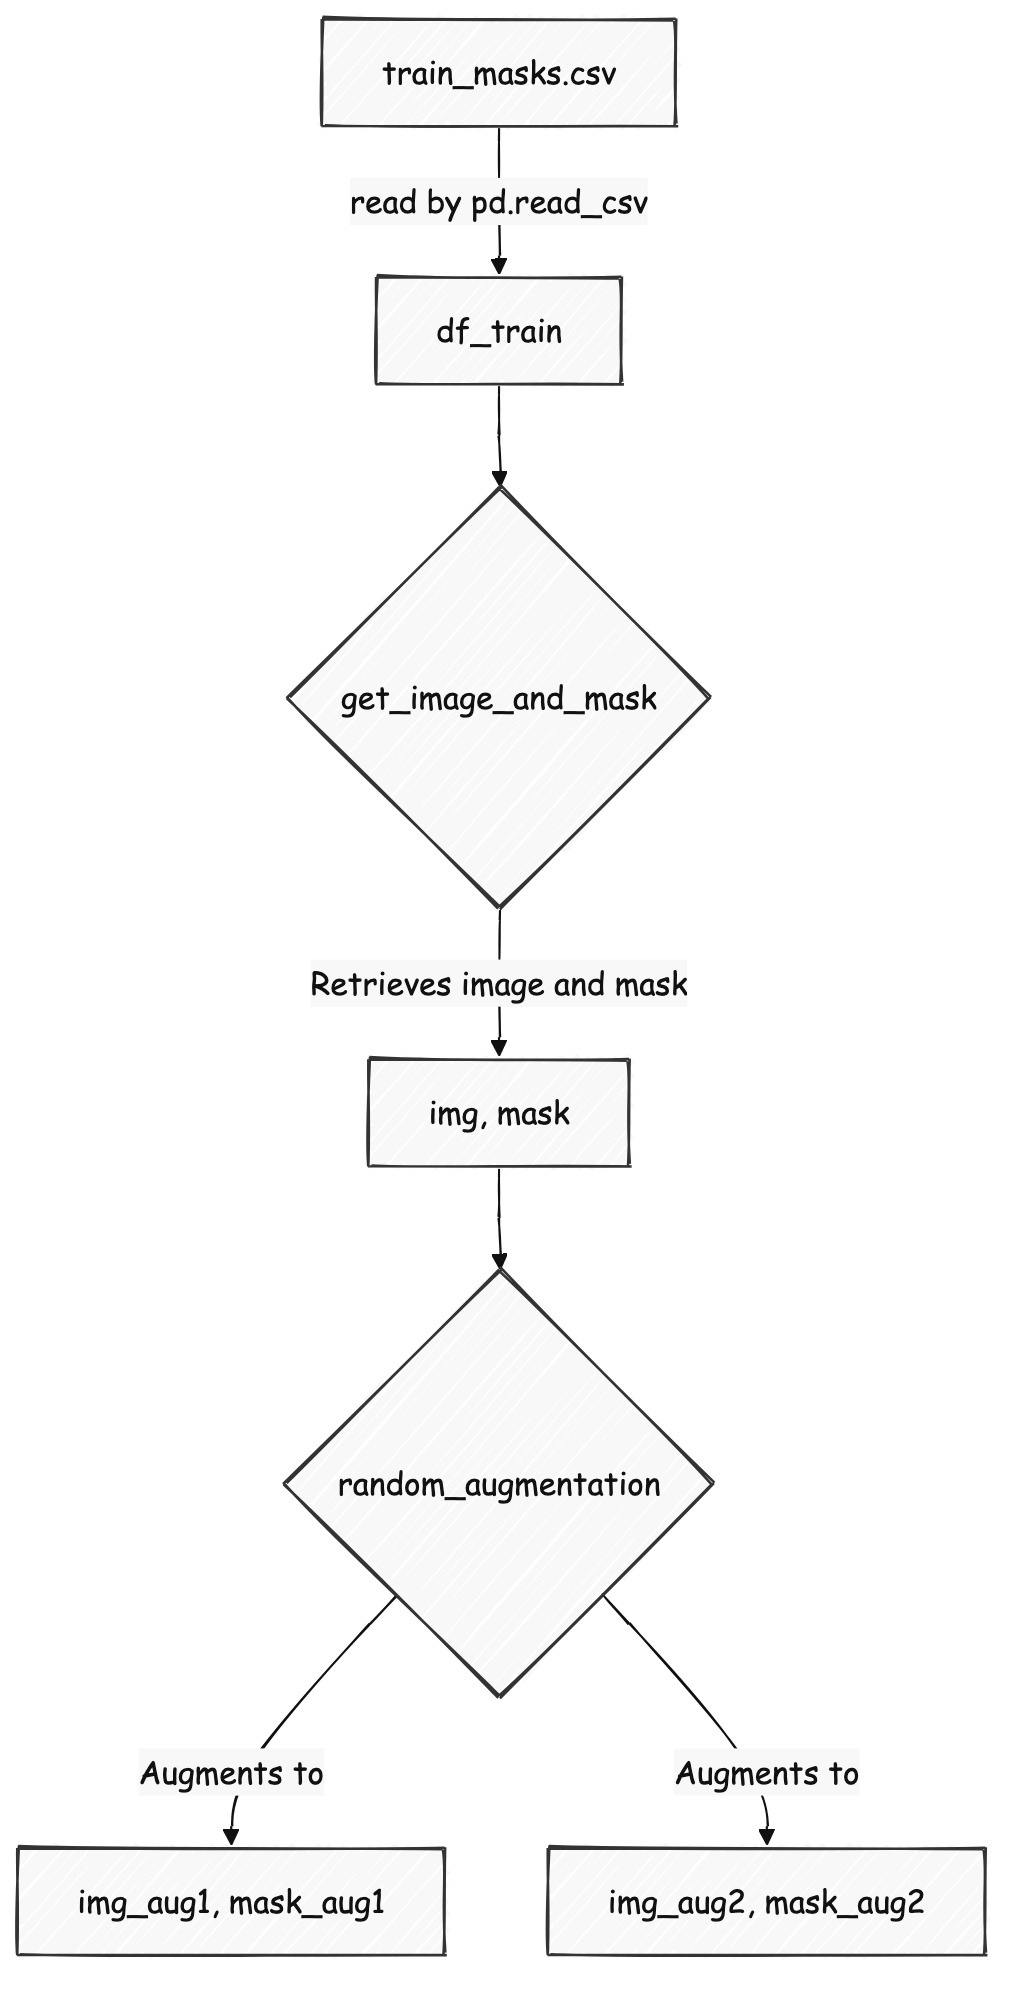 train_masks.csv
read by pd.read_csv
df_train
get_image_and_mask
Retrieves image and mask
img, mask
random_augmentation
Augments to
Augments to
img_aug1, mask_aug1
img_aug2, mask_aug2